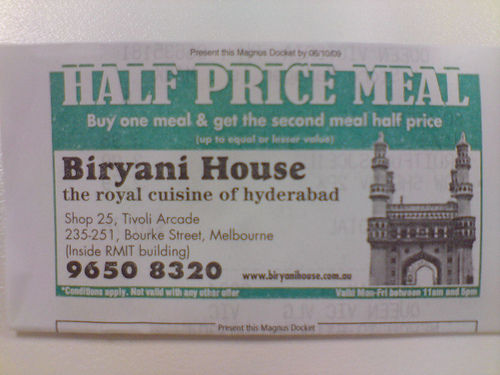 Present this Magnus Docket by 06/10/09
HALF PRICE MEAL
Buy one meal & get the second meal half price
(up to equal or lesser value)
Biryani House
the royal cuisine of hyderabad
Shop 25, Tivoli Arcade
235-251, Bourke Street, Melbourne
(Inside RMIT building)
9650 8320
www.biryanihouse.com.au
*Conditions apply. Not valid with any other offer
Valid Mon-Fri between 11am and 5pm
Present this Magnus Docket